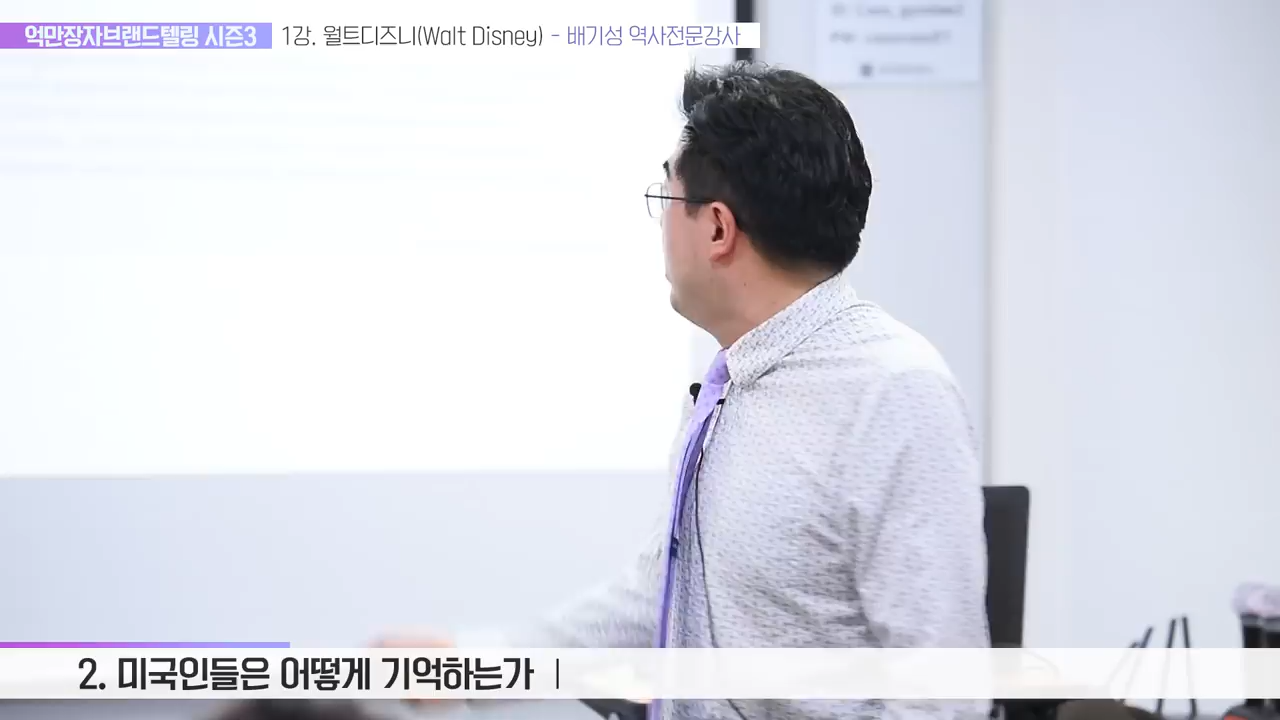 억만장자브랜드텔링 시즌3 1강. 월트디즈니(Walt Disney) - 배기성 역사전문강사
2. 미국인들은 어떻게 기억하는가 |